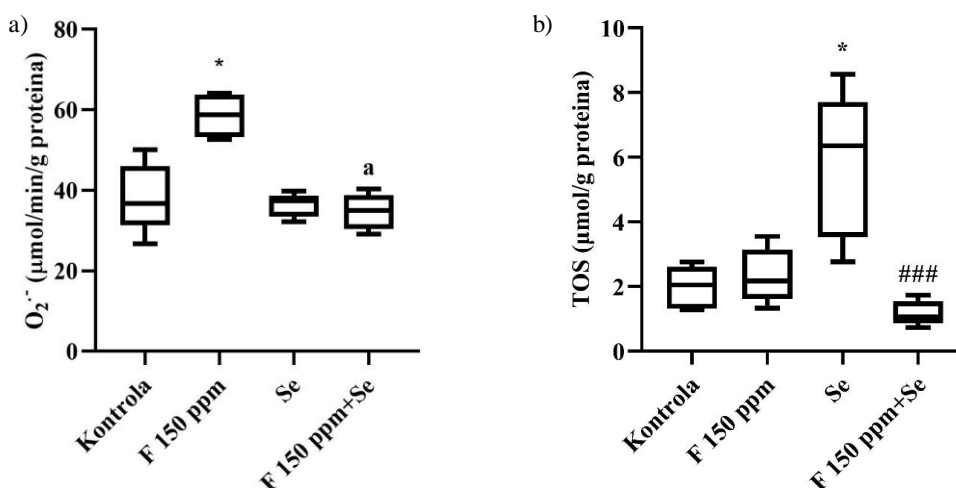 a)
80
60
40
20
0
O₂·⁻ (µmol/min/g proteina)
*
a
Kontrola
F 150 ppm
Se
F 150 ppm+Se
b)
10
8
6
4
2
0
TOS (µmol/g proteina)
*
###
Kontrola
F 150 ppm
Se
F 150 ppm+Se